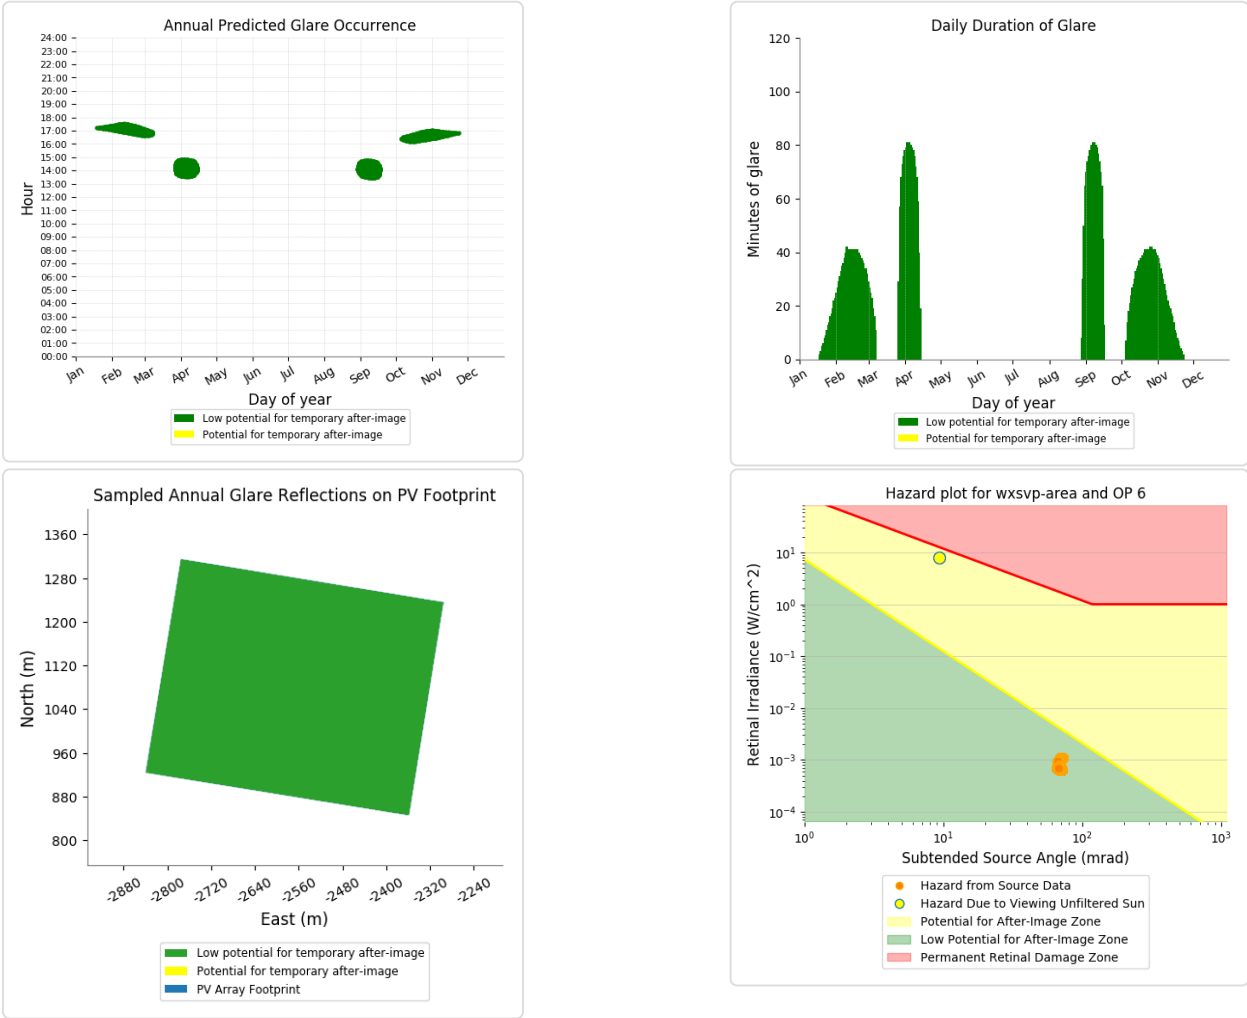 Annual Predicted Glare Occurrence
24:00
23:00
22:00
21:00
20:00
19:00
18:00
17:00
16:00
15:00
14:00
13:00
12:00
11:00
10:00
09:00
08:00
07:00
06:00
05:00
04:00
03:00
02:00
01:00
00:00
Hour
Jan Feb Mar Apr May Jun Jul Aug Sep Oct Nov Dec
Day of year
Low potential for temporary after-image
Potential for temporary after-image
Daily Duration of Glare
120
100
80
60
40
20
0
Minutes of glare
Jan Feb Mar Apr May Jun Jul Aug Sep Oct Nov Dec
Day of year
Low potential for temporary after-image
Potential for temporary after-image
Sampled Annual Glare Reflections on PV Footprint
1360
1280
1200
1120
1040
960
880
800
North (m)
-2880 -2800 -2720 -2640 -2560 -2480 -2400 -2320 -2240
East (m)
Low potential for temporary after-image
Potential for temporary after-image
PV Array Footprint
Hazard plot for wxsvp-area and OP 6
10^1
10^0
10^-1
10^-2
10^-3
10^-4
Retinal Irradiance (W/cm^2)
10^0 10^1 10^2 10^3
Subtended Source Angle (mrad)
Hazard from Source Data
Hazard Due to Viewing Unfiltered Sun
Potential for After-Image Zone
Low Potential for After-Image Zone
Permanent Retinal Damage Zone